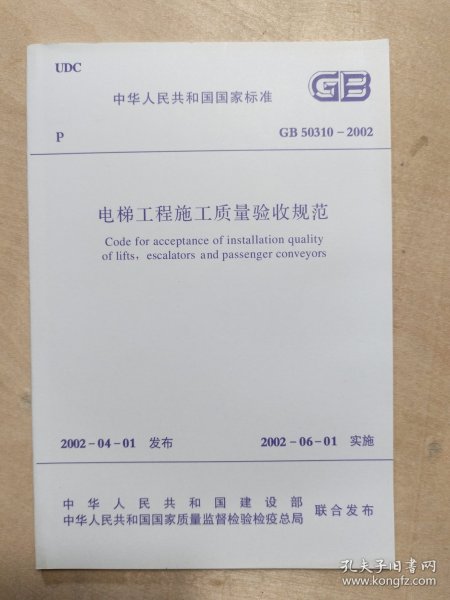 UDC
中华人民共和国国家标准
GB
P
GB 50310-2002
电梯工程施工质量验收规范
Code for acceptance of installation quality
of lifts, escalators and passenger conveyors
2002-04-01 发布
2002-06-01 实施
中华人民共和国建设部
中华人民共和国国家质量监督检验检疫总局
联合发布
孔夫子旧书网
www.kongfz.com